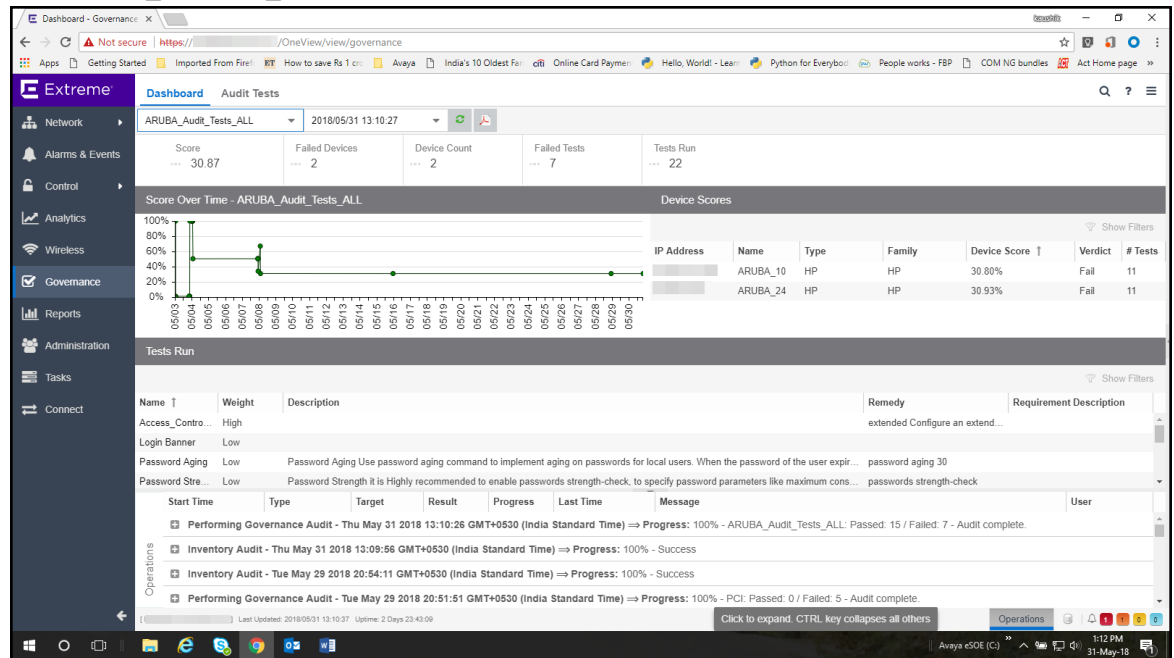 Dashboard - Governance
kaushik
Not secure | https:// /OneView/view/governance
Apps Getting Started Imported From Firef ET How to save Rs 1 cro Avaya India's 10 Oldest Fan citi Online Card Paymen Hello, World! - Learn Python for Everybod People works - FBP COM NG bundles Act Home page »
Extreme
Dashboard Audit Tests
Network
Alarms & Events
Control
Analytics
Wireless
Governance
Reports
Administration
Tasks
Connect
ARUBA_Audit_Tests_ALL 2018/05/31 13:10:27
Score Failed Devices Device Count Failed Tests Tests Run
--- 30.87 --- 2 --- 2 --- 7 --- 22
Score Over Time - ARUBA_Audit_Tests_ALL
100%
80%
60%
40%
20%
0%
05/03 05/04 05/05 05/06 05/07 05/08 05/09 05/10 05/11 05/12 05/13 05/14 05/15 05/16 05/17 05/18 05/19 05/20 05/21 05/22 05/23 05/24 05/25 05/26 05/27 05/28 05/29 05/30
Device Scores
Show Filters
IP Address Name Type Family Device Score ↑ Verdict # Tests
ARUBA_10 HP HP 30.80% Fail 11
ARUBA_24 HP HP 30.93% Fail 11
Tests Run
Show Filters
Name ↑ Weight Description Remedy Requirement Description
Access_Contro... High extended Configure an extend...
Login Banner Low
Password Aging Low Password Aging Use password aging command to implement aging on passwords for local users. When the password of the user expir... password aging 30
Password Stre... Low Password Strength it is Highly recommended to enable passwords strength-check, to specify password parameters like maximum cons... passwords strength-check
Operations
Start Time Type Target Result Progress Last Time Message User
Performing Governance Audit - Thu May 31 2018 13:10:26 GMT+0530 (India Standard Time) ⇒ Progress: 100% - ARUBA_Audit_Tests_ALL: Passed: 15 / Failed: 7 - Audit complete.
Inventory Audit - Thu May 31 2018 13:09:56 GMT+0530 (India Standard Time) ⇒ Progress: 100% - Success
Inventory Audit - Tue May 29 2018 20:54:11 GMT+0530 (India Standard Time) ⇒ Progress: 100% - Success
Performing Governance Audit - Tue May 29 2018 20:51:51 GMT+0530 (India Standard Time) ⇒ Progress: 100% - PCI: Passed: 0 / Failed: 5 - Audit complete.
Last Updated: 2018/05/31 13:10:37 Uptime: 2 Days 23:43:09
Click to expand. CTRL key collapses all others
Operations 1 1 0 0
Avaya eSOE (C:) » 1:12 PM
31-May-18